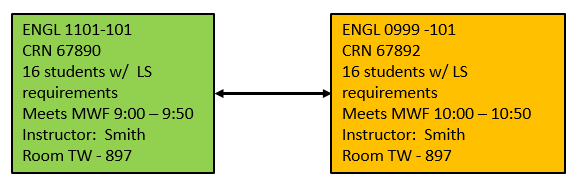 ENGL 1101-101
CRN 67890
16 students w/  LS
requirements
Meets MWF 9:00 – 9:50
Instructor:  Smith
Room TW - 897
ENGL 0999 -101
CRN 67892
16 students w/ LS
requirements
Meets MWF 10:00 – 10:50
Instructor:  Smith
Room TW - 897